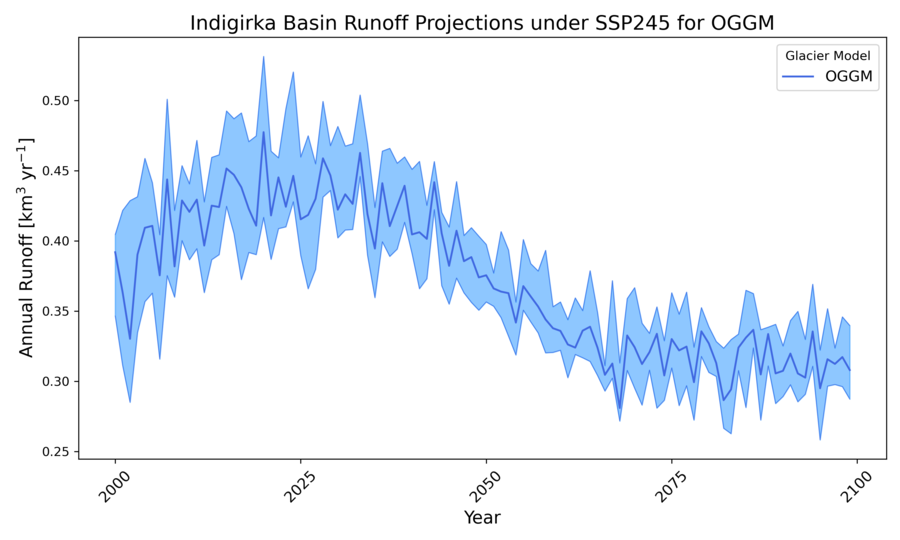 Indigirka Basin Runoff Projections under SSP245 for OGGM
Glacier Model
OGGM
0.50
0.45
0.40
0.35
0.30
0.25
Annual Runoff [km³ yr⁻¹]
2000
2025
2050
2075
2100
Year